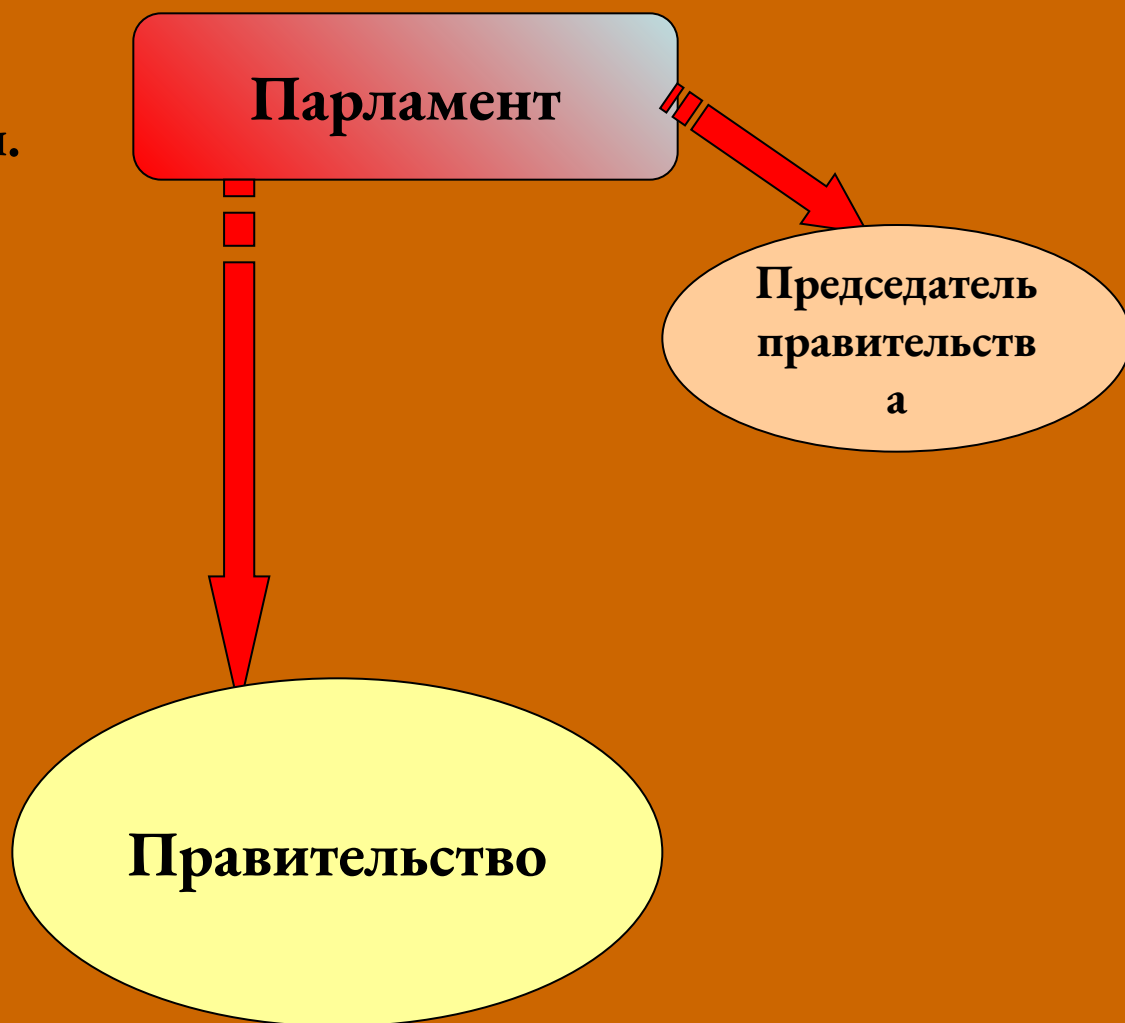 Парламент
Председатель
правительств
а
Правительство